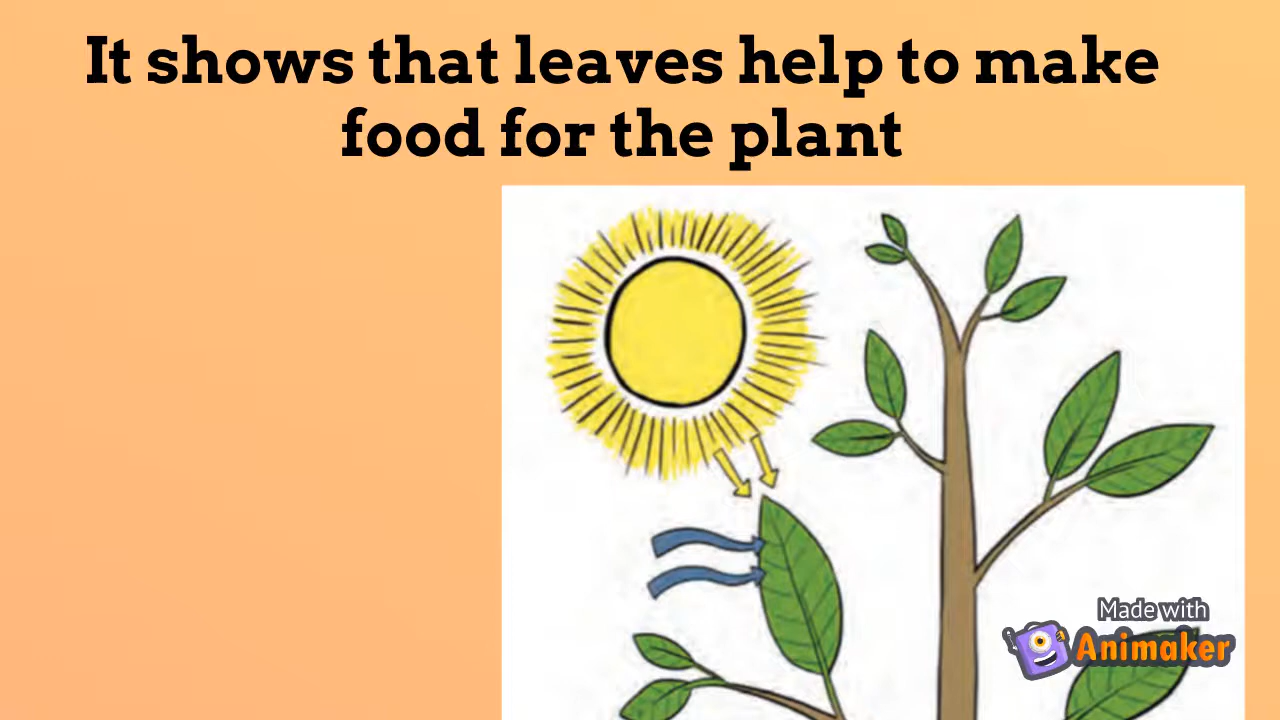 It shows that leaves help to make
food for the plant
Made with
Animaker